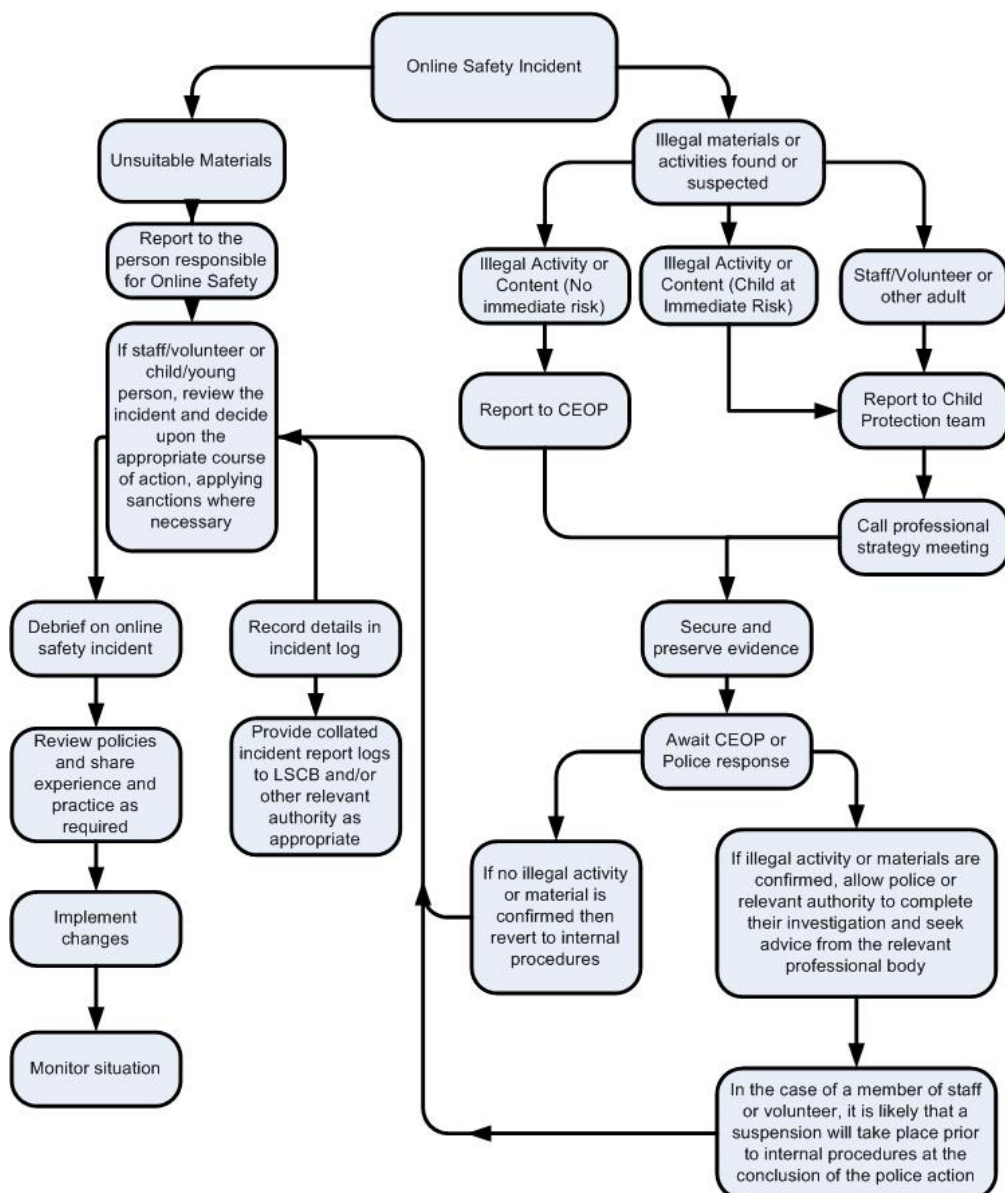 Online Safety Incident
Unsuitable Materials
Report to the
person responsible
for Online Safety
If staff/volunteer or
child/young
person, review the
incident and decide
upon the
appropriate course
of action, applying
sanctions where
necessary
Debrief on online
safety incident
Review policies
and share
experience and
practice as
required
Implement
changes
Monitor situation
Record details in
incident log
Provide collated
incident report logs
to LSCB and/or
other relevant
authority as
appropriate
Illegal materials or
activities found or
suspected
Illegal Activity or
Content (No
immediate risk)
Illegal Activity or
Content (Child at
Immediate Risk)
Staff/Volunteer or
other adult
Report to CEOP
Report to Child
Protection team
Call professional
strategy meeting
Secure and
preserve evidence
Await CEOP or
Police response
If no illegal activity
or material is
confirmed then
revert to internal
procedures
If illegal activity or materials are
confirmed, allow police or
relevant authority to complete
their investigation and seek
advice from the relevant
professional body
In the case of a member of staff
or volunteer, it is likely that a
suspension will take place prior
to internal procedures at the
conclusion of the police action